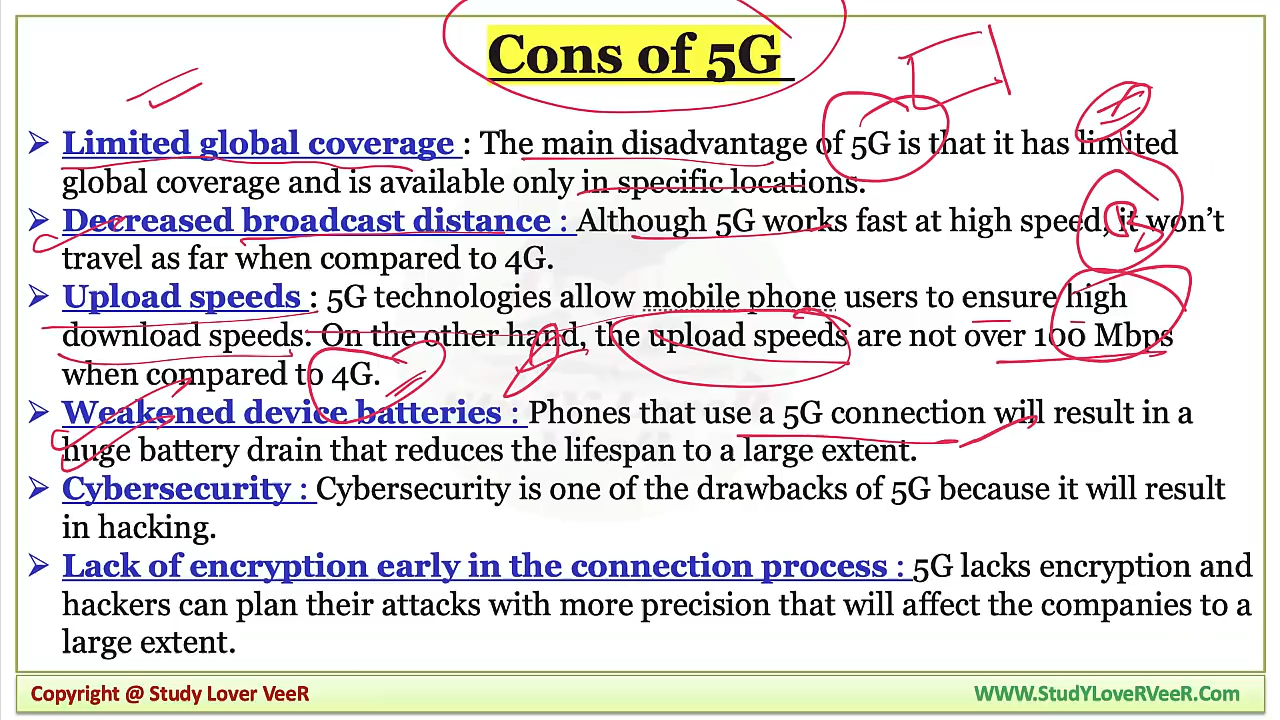 Cons of 5G
➢ Limited global coverage : The main disadvantage of 5G is that it has limited
global coverage and is available only in specific locations.
➢ Decreased broadcast distance : Although 5G works fast at high speed, it won't
travel as far when compared to 4G.
➢ Upload speeds : 5G technologies allow mobile phone users to ensure high
download speeds. On the other hand, the upload speeds are not over 100 Mbps
when compared to 4G.
➢ Weakened device batteries : Phones that use a 5G connection will result in a
huge battery drain that reduces the lifespan to a large extent.
➢ Cybersecurity : Cybersecurity is one of the drawbacks of 5G because it will result
in hacking.
➢ Lack of encryption early in the connection process : 5G lacks encryption and
hackers can plan their attacks with more precision that will affect the companies to a
large extent.
Copyright @ Study Lover VeeR
WWW.StudYLoveRVeeR.Com